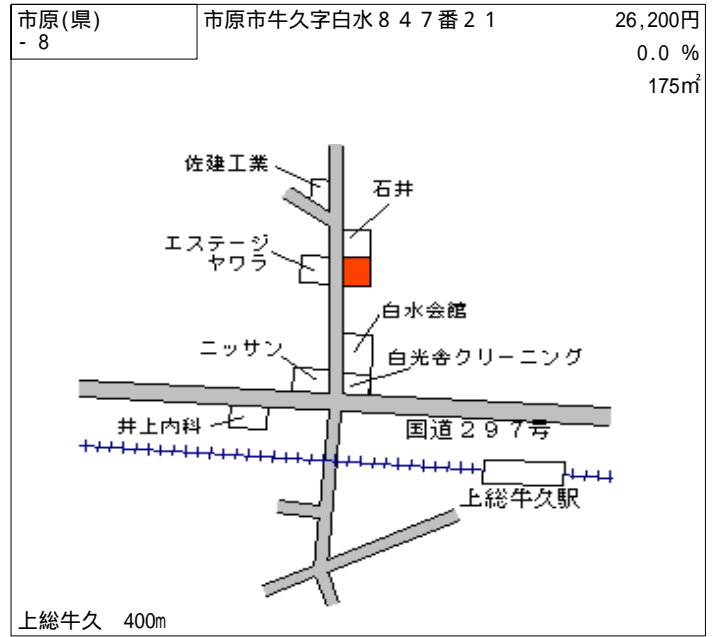 市原(県)
- 8
市原市牛久字白水８４７番２１
26,200円
0.0 %
175㎡
佐建工業
石井
エステージ
ヤワラ
白水会館
ニッサン
白光舎クリーニング
井上内科
国道２９７号
上総牛久駅
上総牛久 400m